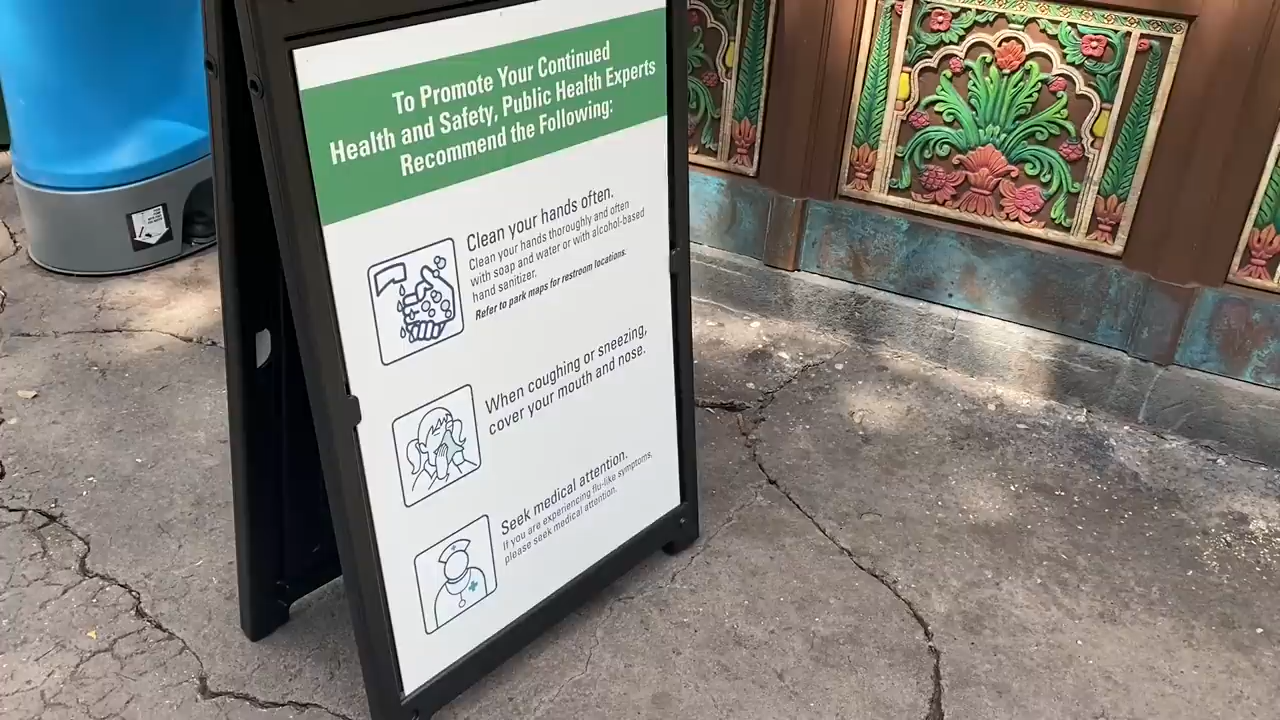 To Promote Your Continued
Health and Safety, Public Health Experts
Recommend the Following:
Clean your hands often.
Clean your hands thoroughly and often
with soap and water or with alcohol-based
hand sanitizer.
Refer to park maps for restroom locations.
When coughing or sneezing,
cover your mouth and nose.
Seek medical attention.
If you are experiencing flu-like symptoms,
please seek medical attention.